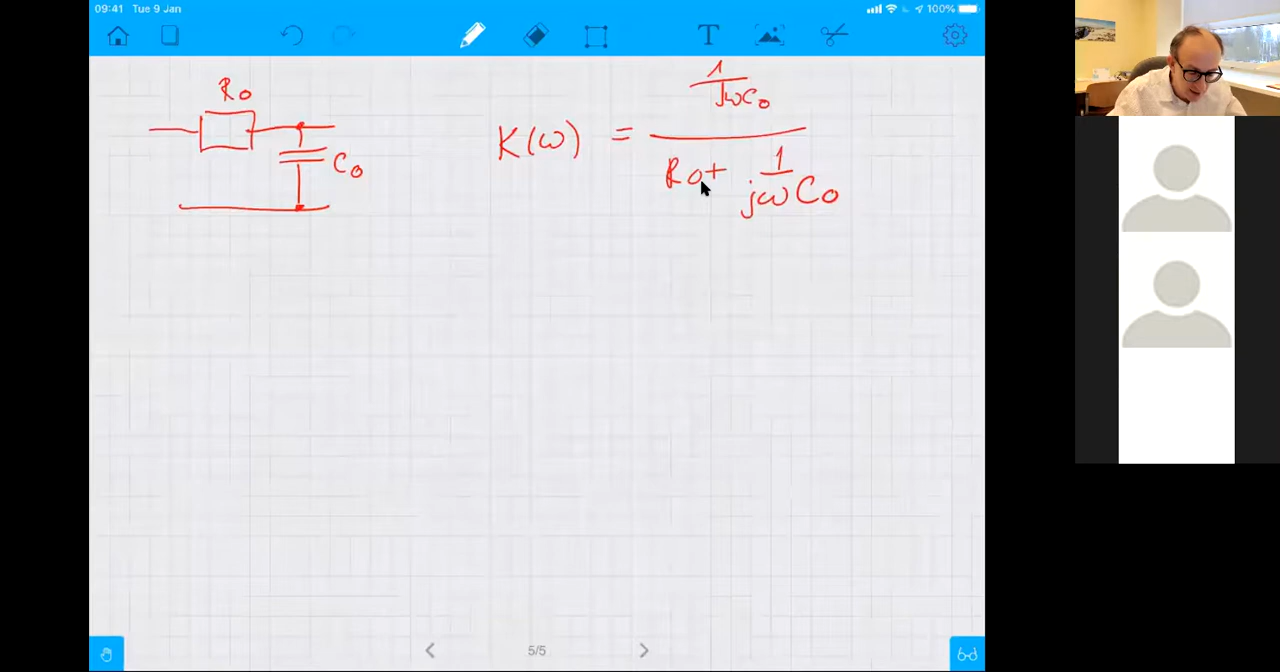 09:41 Tue 9 Jan
100%
T
R0
C0
K(ω) = 
1
jωC0
R0+ 1
jωC0
5/5